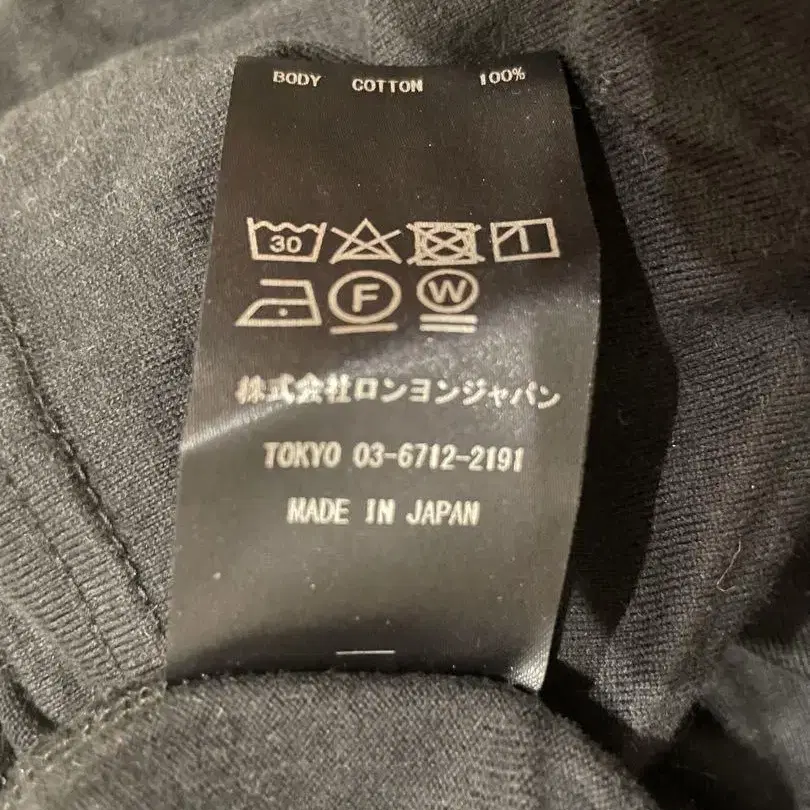 BODY COTTON 100%
30
F W
株式会社ロンヨンジャパン
TOKYO 03-6712-2191
MADE IN JAPAN